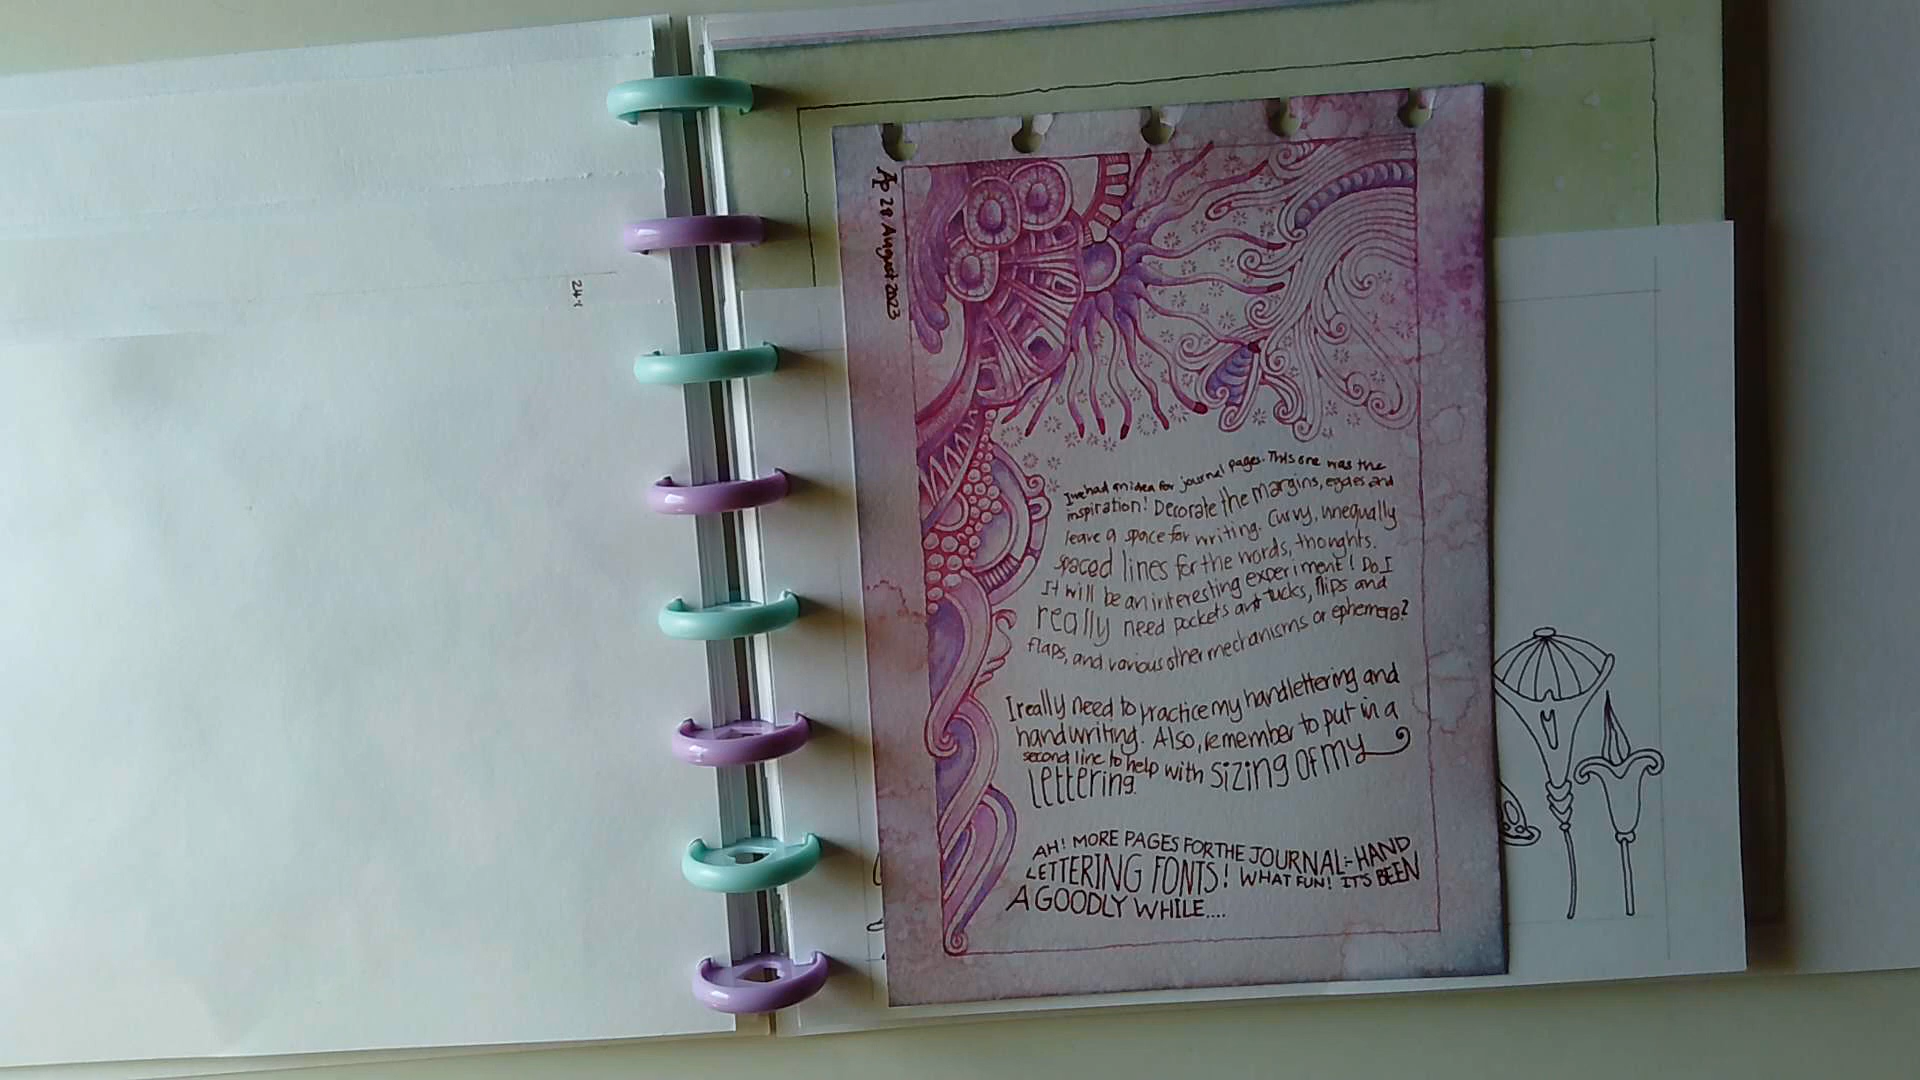 28 August 2023
I've had an idea for journal pages. This one was the
inspiration! Decorate the margins, egdes and
leave a space for writing. Curvy, unequally
spaced lines for the words, thoughts.
It will be an interesting experiment! Do I
really need pockets and tucks, flips and
flaps, and various other mechanisms or ephemera?
I really need to practice my handlettering and
handwriting. Also, remember to put in a
second line to help with sizing of my
lettering.
AH! MORE PAGES FOR THE JOURNAL - HAND
LETTERING FONTS! WHAT FUN! IT'S BEEN
A GOODLY WHILE....